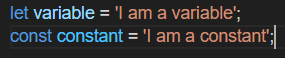 let variable = 'I am a variable';
const constant = 'I am a constant';